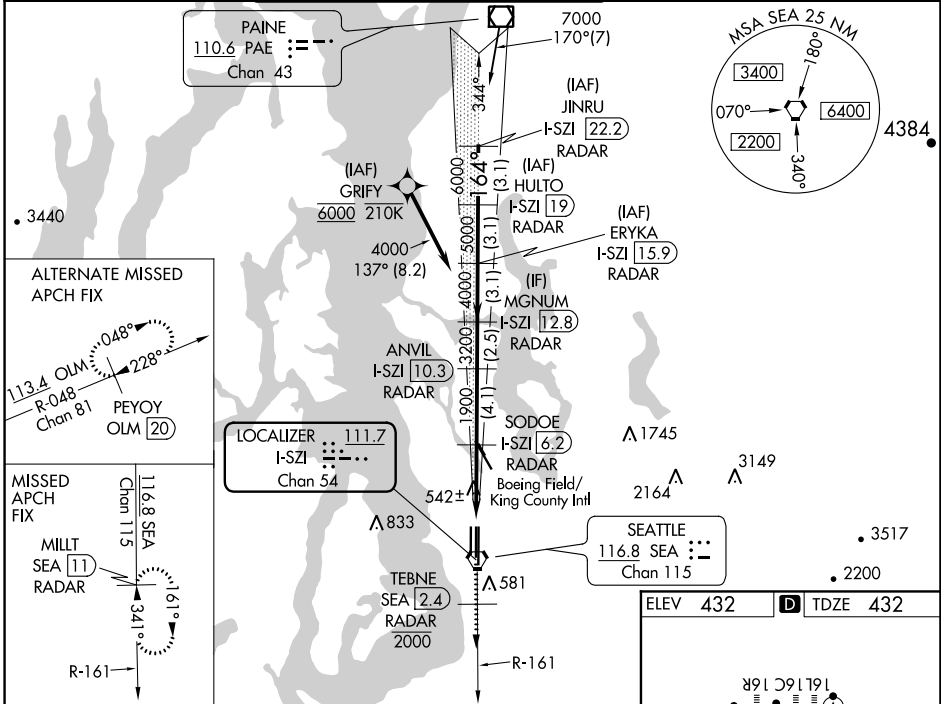 PAINE
110.6 PAE
Chan 43
7000
170°(7)
344°
MSA SEA 25 NM
180°
3400
070°
6400
2200
340°
4384
(IAF)
JINRU
I-SZI 22.2
RADAR
164°
6000
(3.1)
(IAF)
HULTO
I-SZI 19
RADAR
(IAF)
GRIFY
6000 210K
4000
137° (8.2)
5000
(3.1)
(IAF)
ERYKA
I-SZI 15.9
RADAR
3440
4000
(3.1)
(IF)
MGNUM
I-SZI 12.8
RADAR
3200
(2.5)
ANVIL
I-SZI 10.3
RADAR
1900
(4.1)
SODOE
I-SZI 6.2
RADAR
Boeing Field/
King County Intl
ALTERNATE MISSED
APCH FIX
048°
228°
113.4 OLM
R-048
Chan 81
PEYOY
OLM 20
LOCALIZER 111.7
I-SZI
Chan 54
542±
1745
3149
2164
833
MISSED
APCH
FIX
116.8 SEA
Chan 115
MILLT
SEA 11
RADAR
161°
341°
R-161
SEATTLE
116.8 SEA
Chan 115
3517
2200
581
TEBNE
SEA 2.4
RADAR
2000
R-161
ELEV 432 D TDZE 432
16R
16C
16L
A